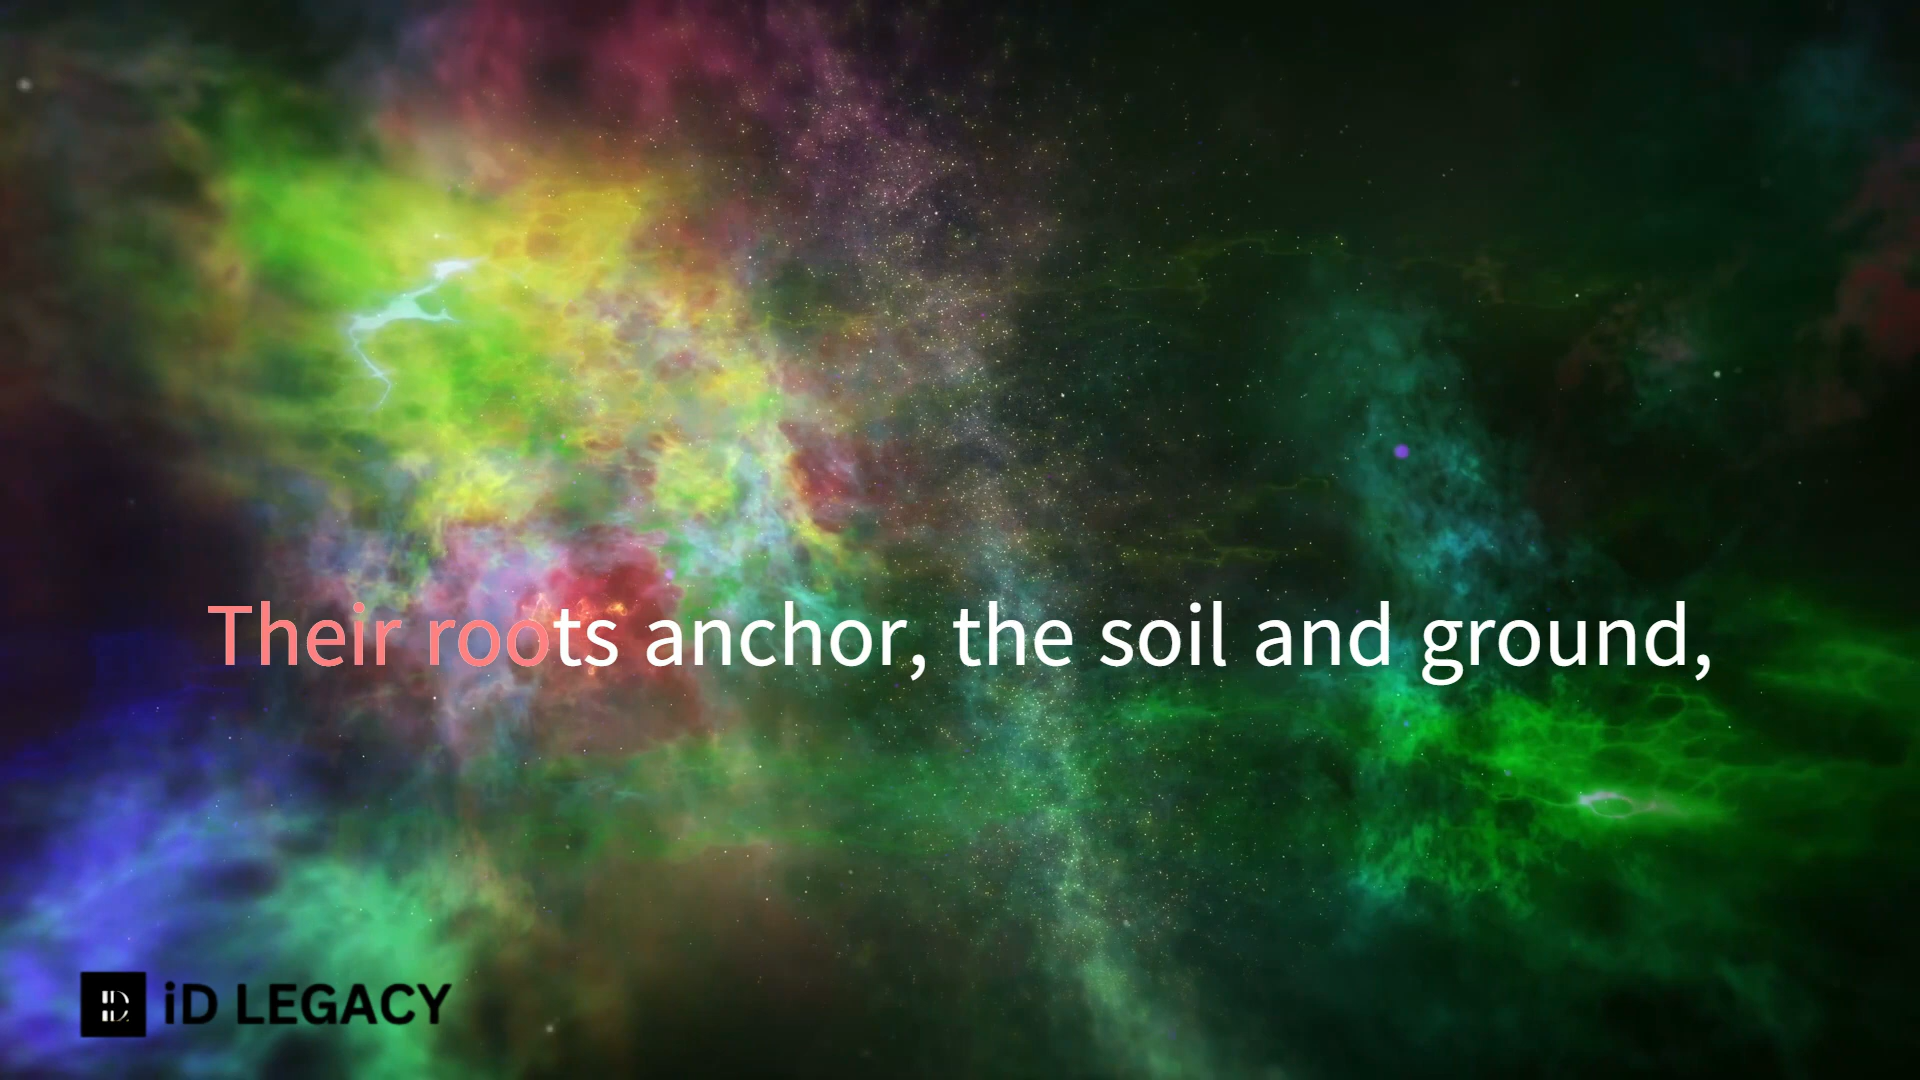 Their roots anchor, the soil and ground,
iD LEGACY